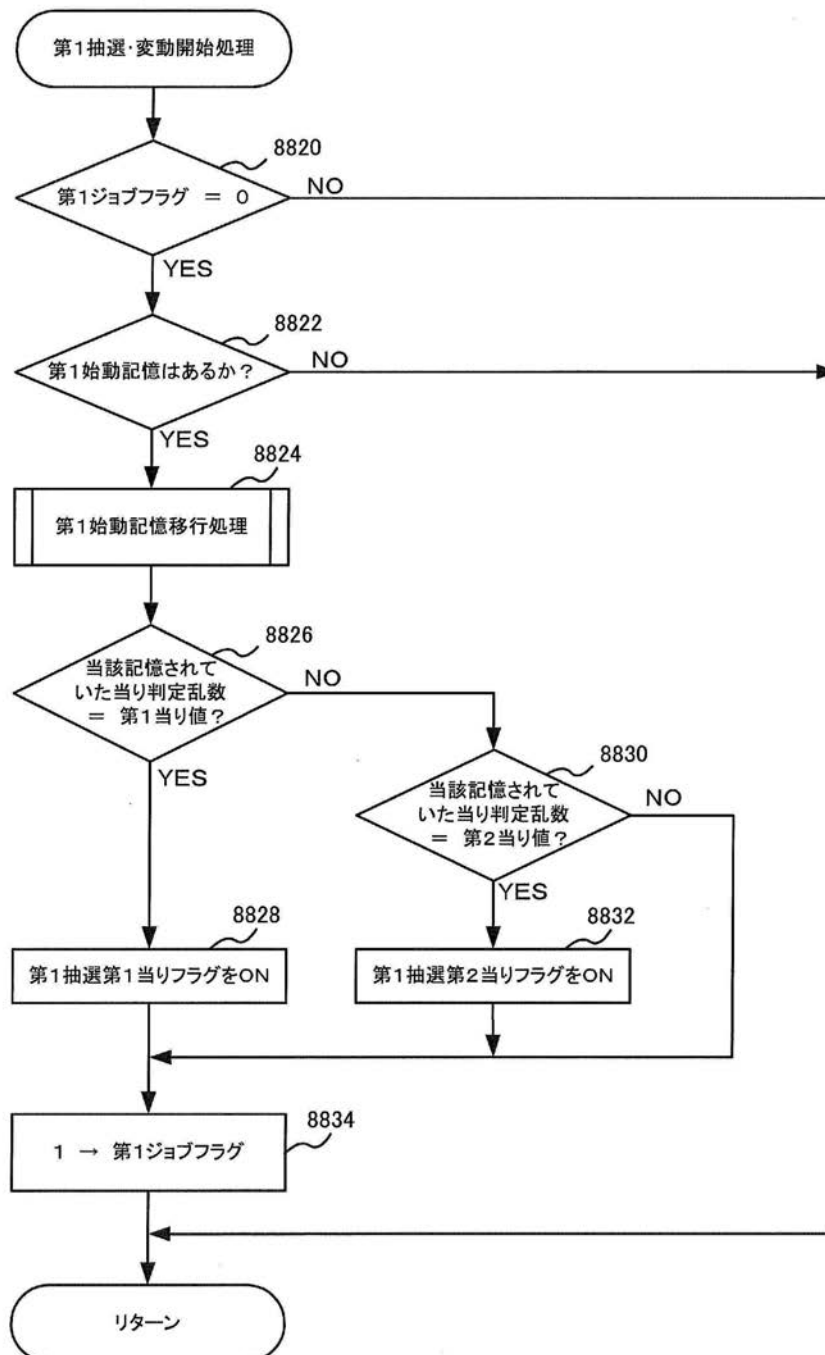 第1抽選・変動開始処理
8820
第1ジョブフラグ ＝ 0
NO
YES
8822
第1始動記憶はあるか？
NO
YES
8824
第1始動記憶移行処理
8826
当該記憶されて
いた当り判定乱数
＝ 第1当り値？
NO
YES
8830
当該記憶されて
いた当り判定乱数
＝ 第2当り値？
NO
YES
8828
第1抽選第1当りフラグをON
8832
第1抽選第2当りフラグをON
8834
1 → 第1ジョブフラグ
リターン